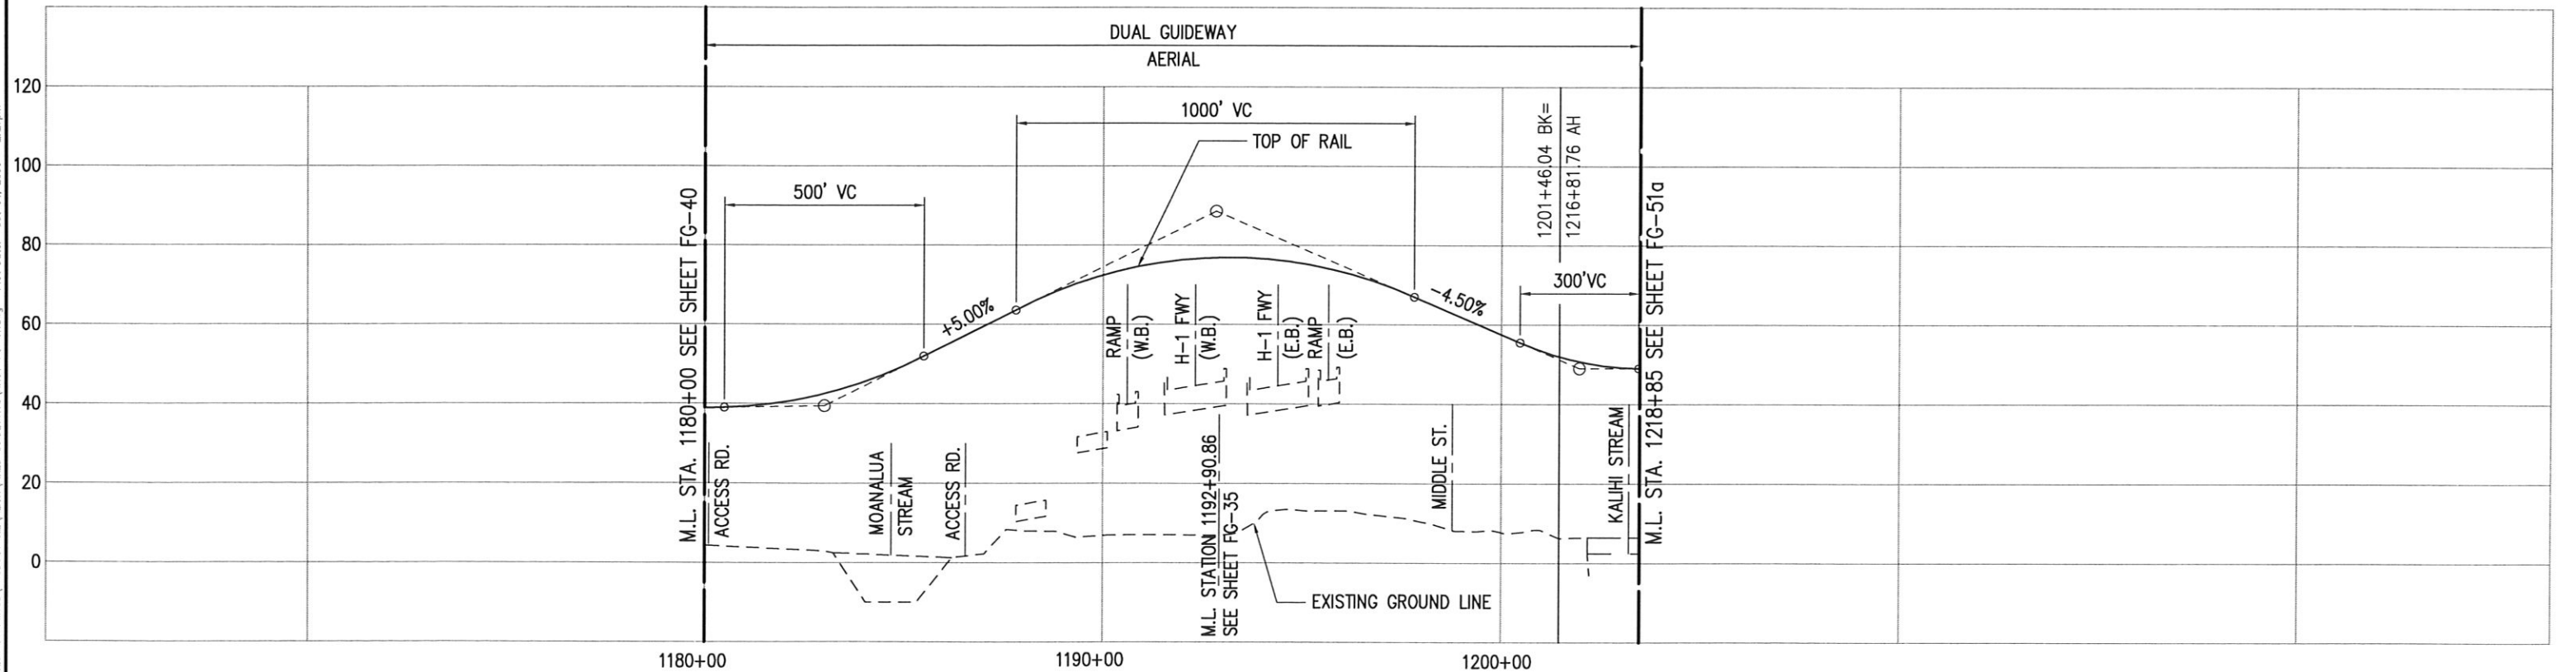 DUAL GUIDEWAY
AERIAL
120
100
80
60
40
20
0
M.L. STA. 1180+00 SEE SHEET FG-40
500' VC
1000' VC
TOP OF RAIL
1201+46.04 BK=
1216+81.76 AH
300'VC
M.L. STA. 1218+85 SEE SHEET FG-51a
+5.00%
-4.50%
RAMP
(W.B.)
H-1 FWY
(W.B.)
H-1 FWY
(E.B.)
RAMP
(E.B.)
ACCESS RD.
MOANALUA
STREAM
ACCESS RD.
M.L. STATION 1192+90.86
SEE SHEET FG-35
MIDDLE ST.
KALIHI STREAM
EXISTING GROUND LINE
1180+00
1190+00
1200+00